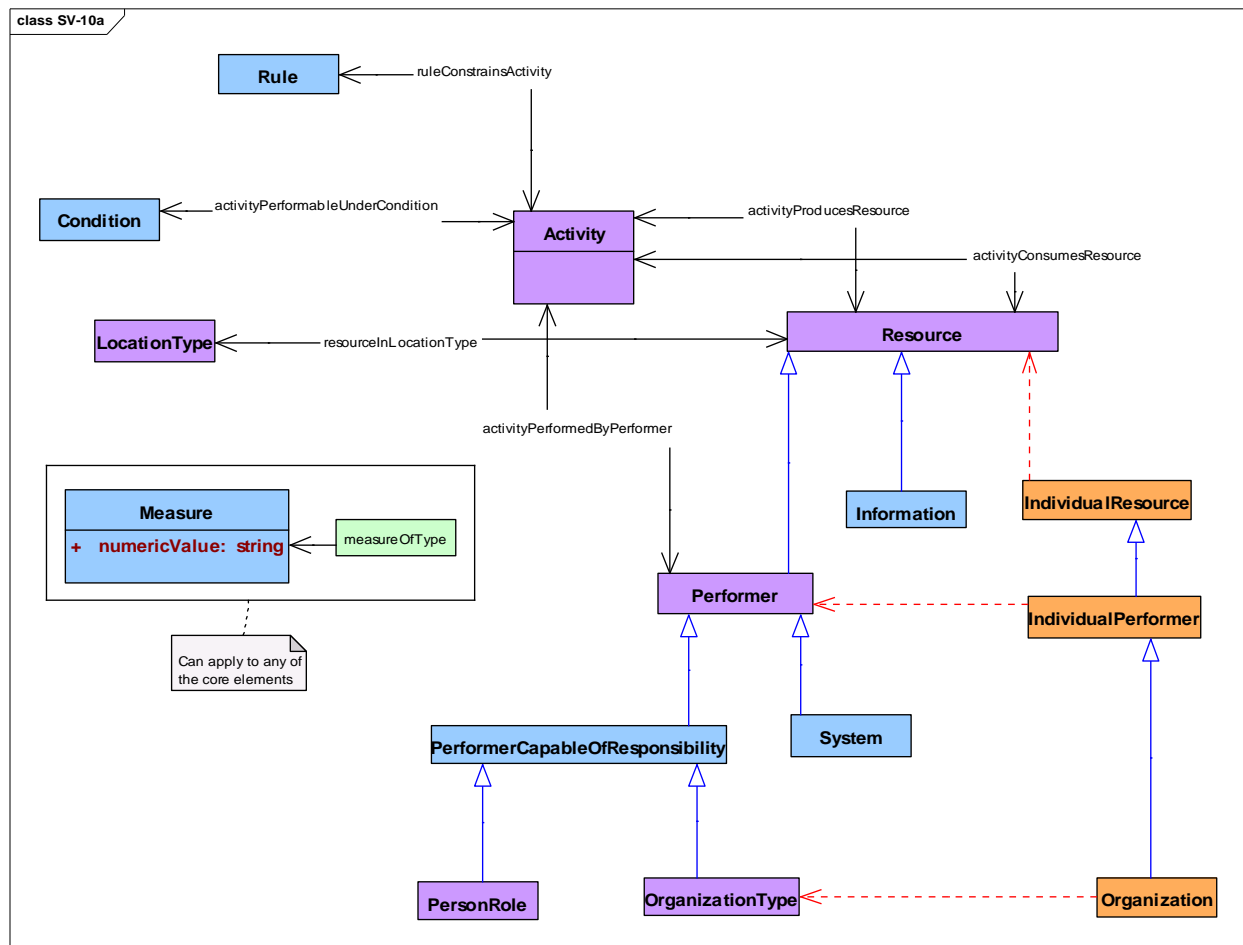 class SV-10a
Rule
ruleConstrainsActivity
Condition
activityPerformableUnderCondition
Activity
activityProducesResource
activityConsumesResource
LocationType
resourceInLocationType
Resource
activityPerformedByPerformer
Measure
+ numericValue: string
measureOfType
Information
IndividualResource
Performer
IndividualPerformer
Can apply to any of
the core elements
PerformerCapableOfResponsibility
System
PersonRole
OrganizationType
Organization